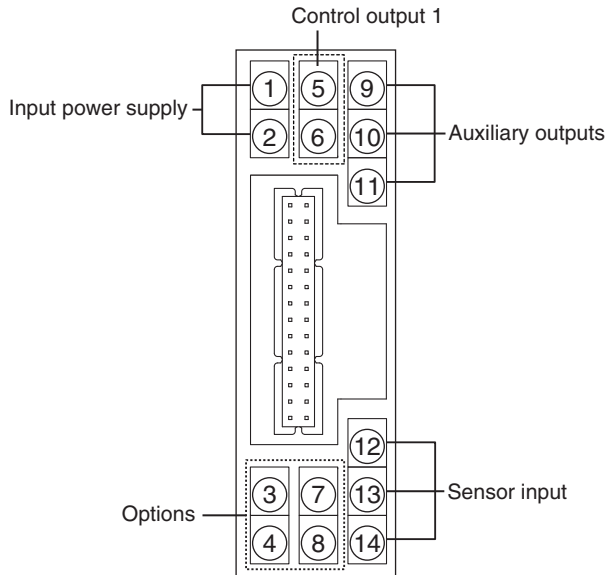 Control output 1
1 5 9
Input power supply
2 6 10 Auxiliary outputs
11
12
3 7 13 Sensor input
Options
4 8 14